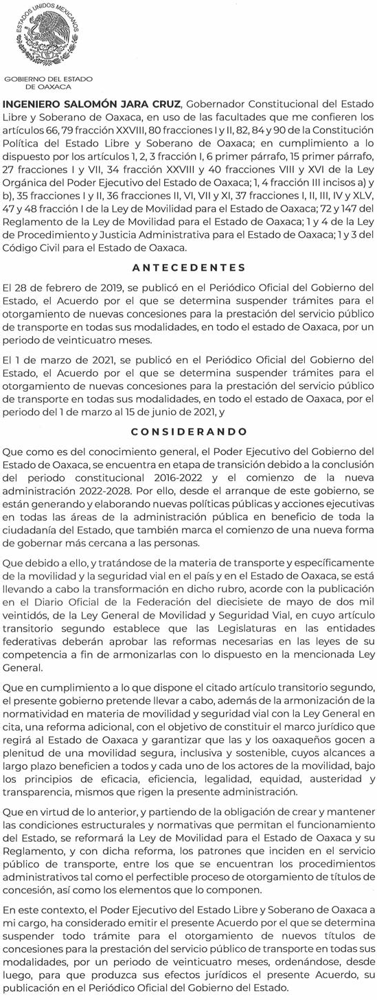 ESTADOS UNIDOS MEXICANOS
GOBIERNO DEL ESTADO
DE OAXACA
INGENIERO SALOMÓN JARA CRUZ, Gobernador Constitucional del Estado
Libre y Soberano de Oaxaca, en uso de las facultades que me confieren los
artículos 66, 79 fracción XXVIII, 80 fracciones I y II, 82, 84 y 90 de la Constitución
Política del Estado Libre y Soberano de Oaxaca; en cumplimiento a lo
dispuesto por los artículos 1, 2, 3 fracción I, 6 primer párrafo, 15 primer párrafo,
27 fracciones I y VII, 34 fracción XXVIII y 40 fracciones VIII y XVI de la Ley
Orgánica del Poder Ejecutivo del Estado de Oaxaca; 1, 4 fracción III incisos a) y
b), 35 fracciones I y II, 36 fracciones II, VI, VII y XI, 37 fracciones I, II, III, IV y XLV,
47 y 48 fracción I de la Ley de Movilidad para el Estado de Oaxaca; 72 y 147 del
Reglamento de la Ley de Movilidad para el Estado de Oaxaca; 1 y 4 de la Ley
de Procedimiento y Justicia Administrativa para el Estado de Oaxaca; 1 y 3 del
Código Civil para el Estado de Oaxaca.
ANTECEDENTES
El 28 de febrero de 2019, se publicó en el Periódico Oficial del Gobierno del
Estado, el Acuerdo por el que se determina suspender trámites para el
otorgamiento de nuevas concesiones para la prestación del servicio público
de transporte en todas sus modalidades, en todo el estado de Oaxaca, por un
periodo de veinticuatro meses.
El 1 de marzo de 2021, se publicó en el Periódico Oficial del Gobierno del
Estado, el Acuerdo por el que se determina suspender trámites para el
otorgamiento de nuevas concesiones para la prestación del servicio público
de transporte en todas sus modalidades, en todo el estado de Oaxaca, por el
periodo del 1 de marzo al 15 de junio de 2021, y
CONSIDERANDO
Que como es del conocimiento general, el Poder Ejecutivo del Gobierno del
Estado de Oaxaca, se encuentra en etapa de transición debido a la conclusión
del periodo constitucional 2016-2022 y el comienzo de la nueva
administración 2022-2028. Por ello, desde el arranque de este gobierno, se
están generando y elaborando nuevas políticas públicas y acciones ejecutivas
en todas las áreas de la administración pública en beneficio de toda la
ciudadanía del Estado, que también marca el comienzo de una nueva forma
de gobernar más cercana a las personas.
Que debido a ello, y tratándose de la materia de transporte y específicamente
de la movilidad y la seguridad vial en el país y en el Estado de Oaxaca, se está
llevando a cabo la transformación en dicho rubro, acorde con la publicación
en el Diario Oficial de la Federación del diecisiete de mayo de dos mil
veintidós, de la Ley General de Movilidad y Seguridad Vial, en cuyo artículo
transitorio segundo establece que las Legislaturas en las entidades
federativas deberán aprobar las reformas necesarias en las leyes de su
competencia a fin de armonizarlas con lo dispuesto en la mencionada Ley
General.
Que en cumplimiento a lo que dispone el citado artículo transitorio segundo,
el presente gobierno pretende llevar a cabo, además de la armonización de la
normatividad en materia de movilidad y seguridad vial con la Ley General en
cita, una reforma adicional, con el objetivo de constituir el marco jurídico que
regirá al Estado de Oaxaca y garantizar que las y los oaxaqueños gocen a
plenitud de una movilidad segura, inclusiva y sostenible, cuyos alcances a
largo plazo beneficien a todos y cada uno de los actores de la movilidad, bajo
los principios de eficacia, eficiencia, legalidad, equidad, austeridad y
transparencia, mismos que rigen la presente administración.
Que en virtud de lo anterior, y partiendo de la obligación de crear y mantener
las condiciones estructurales y normativas que permitan el funcionamiento
del Estado, se reformará la Ley de Movilidad para el Estado de Oaxaca y su
Reglamento, y con dicha reforma, los patrones que inciden en el servicio
público de transporte, entre los que se encuentran los procedimientos
administrativos tal como el perfectible proceso de otorgamiento de títulos de
concesión, así como los elementos que lo componen.
En este contexto, el Poder Ejecutivo del Estado Libre y Soberano de Oaxaca a
mi cargo, ha considerado emitir el presente Acuerdo por el que se determina
suspender todo trámite para el otorgamiento de nuevos títulos de
concesiones para la prestación del servicio público de transporte en todas sus
modalidades, por un periodo de veinticuatro meses, ordenándose, desde
luego, para que produzca sus efectos jurídicos el presente Acuerdo, su
publicación en el Periódico Oficial del Gobierno del Estado.